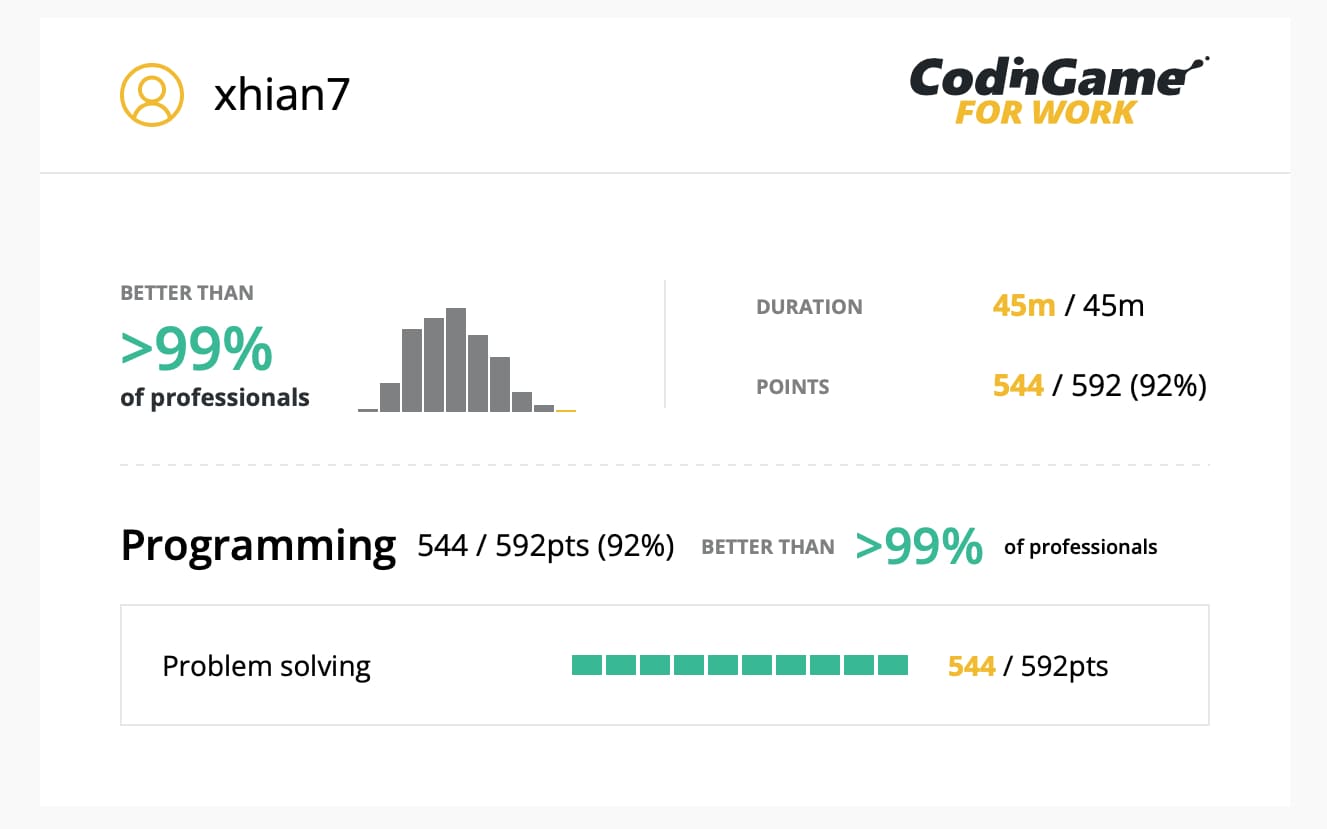 xhian7
CodinGame
FOR WORK
BETTER THAN
>99%
of professionals
DURATION 45m / 45m
POINTS 544 / 592 (92%)
Programming 544 / 592pts (92%) BETTER THAN >99% of professionals
Problem solving 544 / 592pts